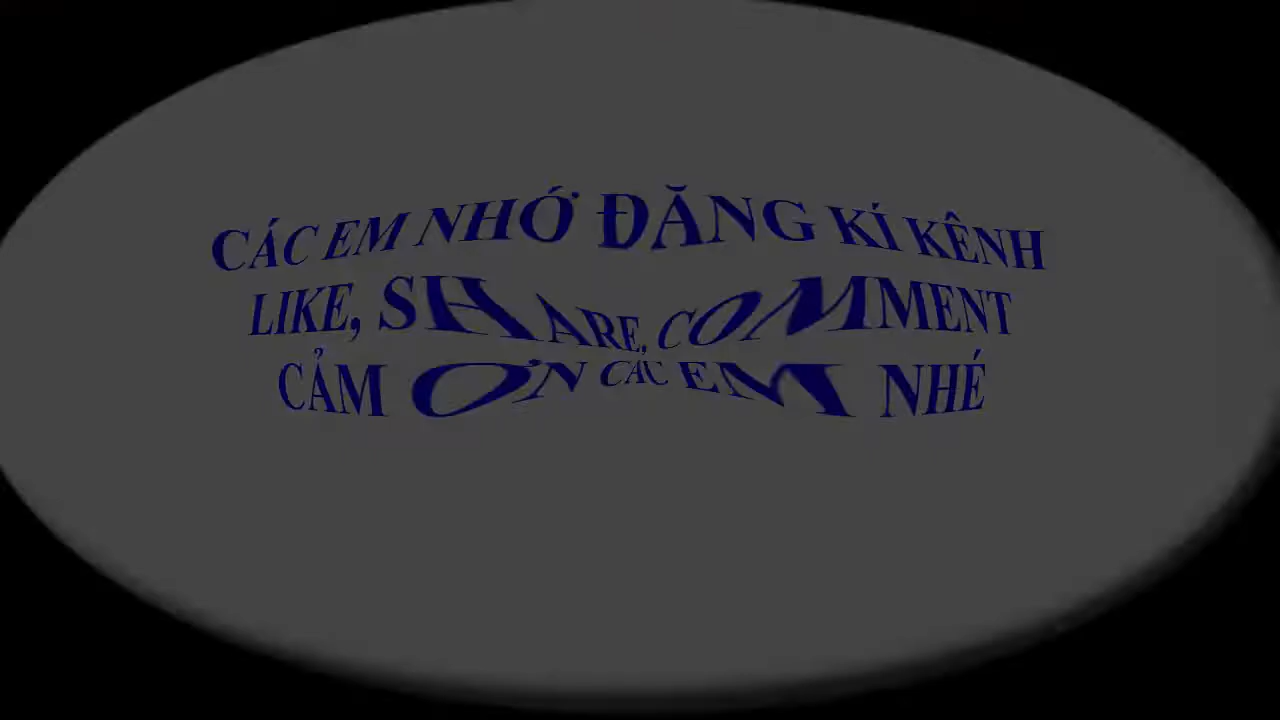 CÁC EM NHỚ ĐĂNG KÍ KÊNH
LIKE, SHARE, COMMENT
CẢM ƠN CÁC EM NHÉ